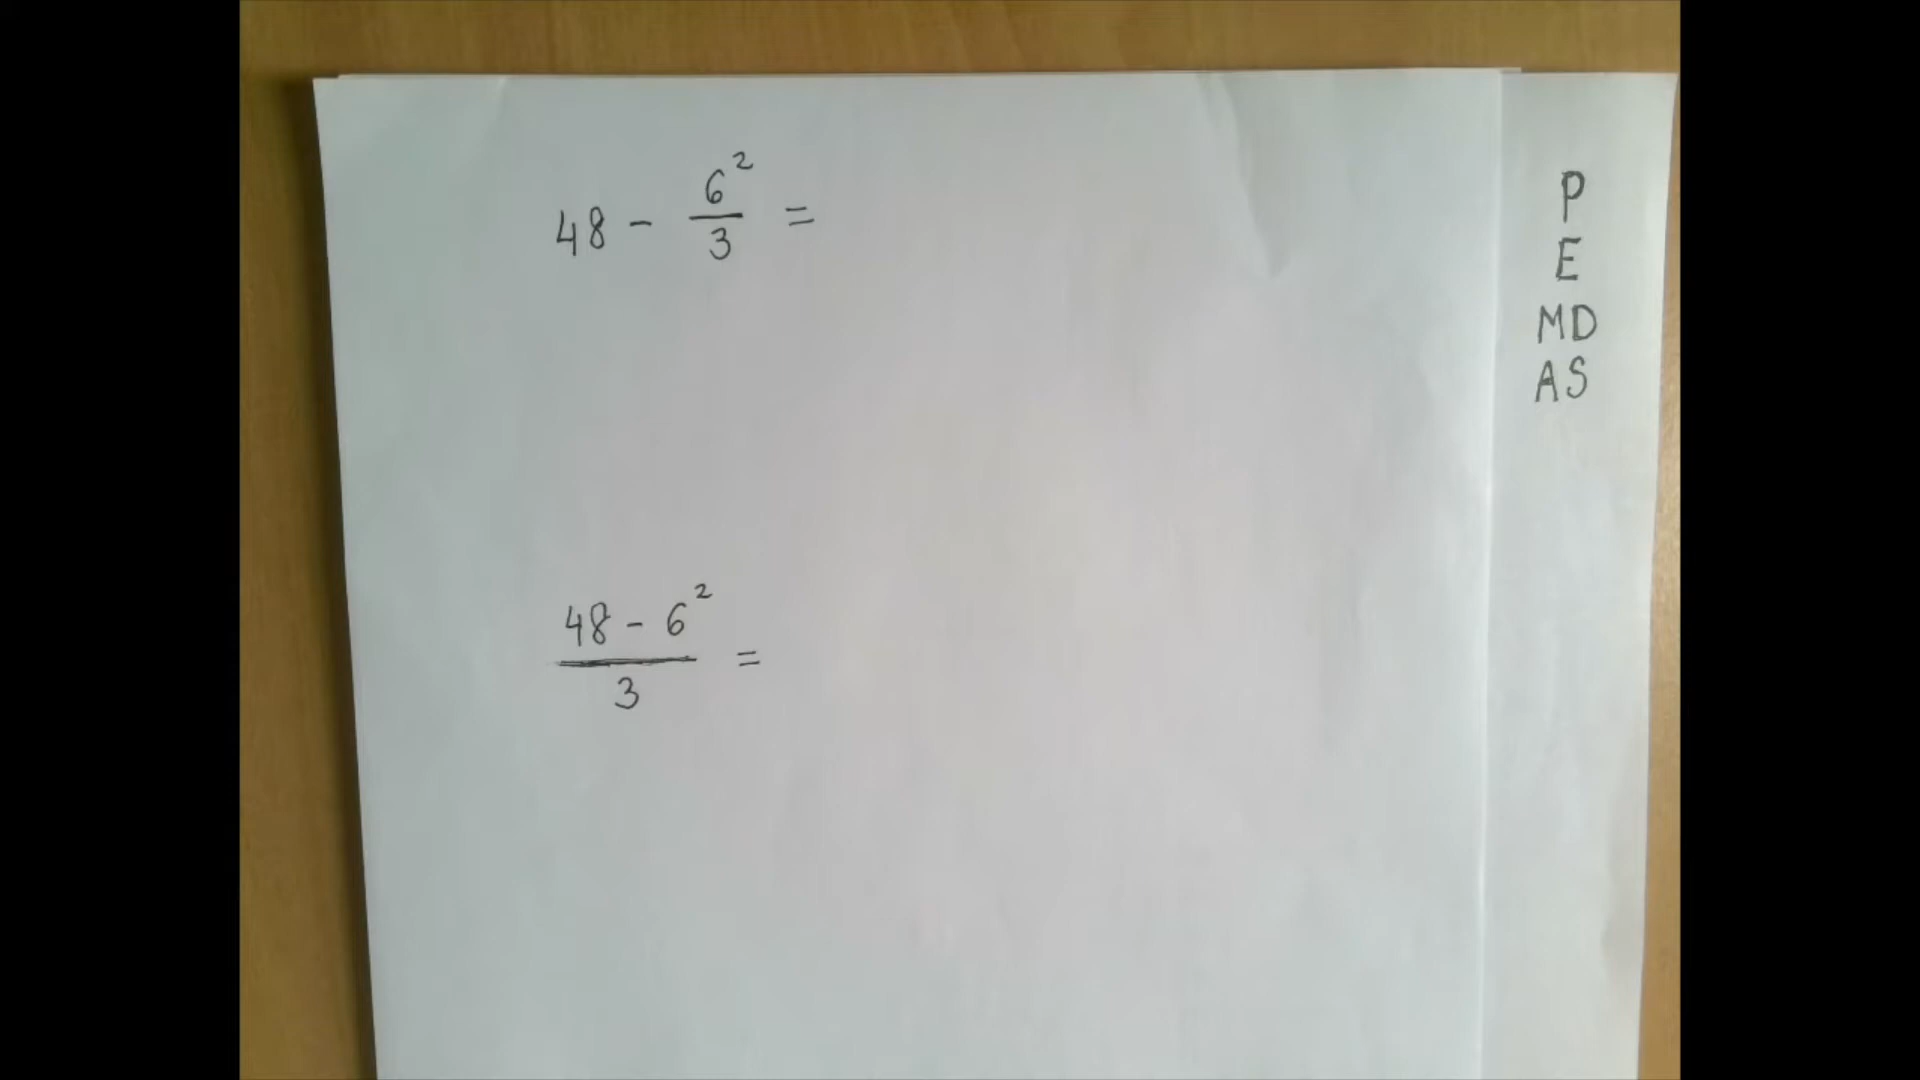 48 - 6²/3 =
(48 - 6²)/3 =
P
E
MD
AS